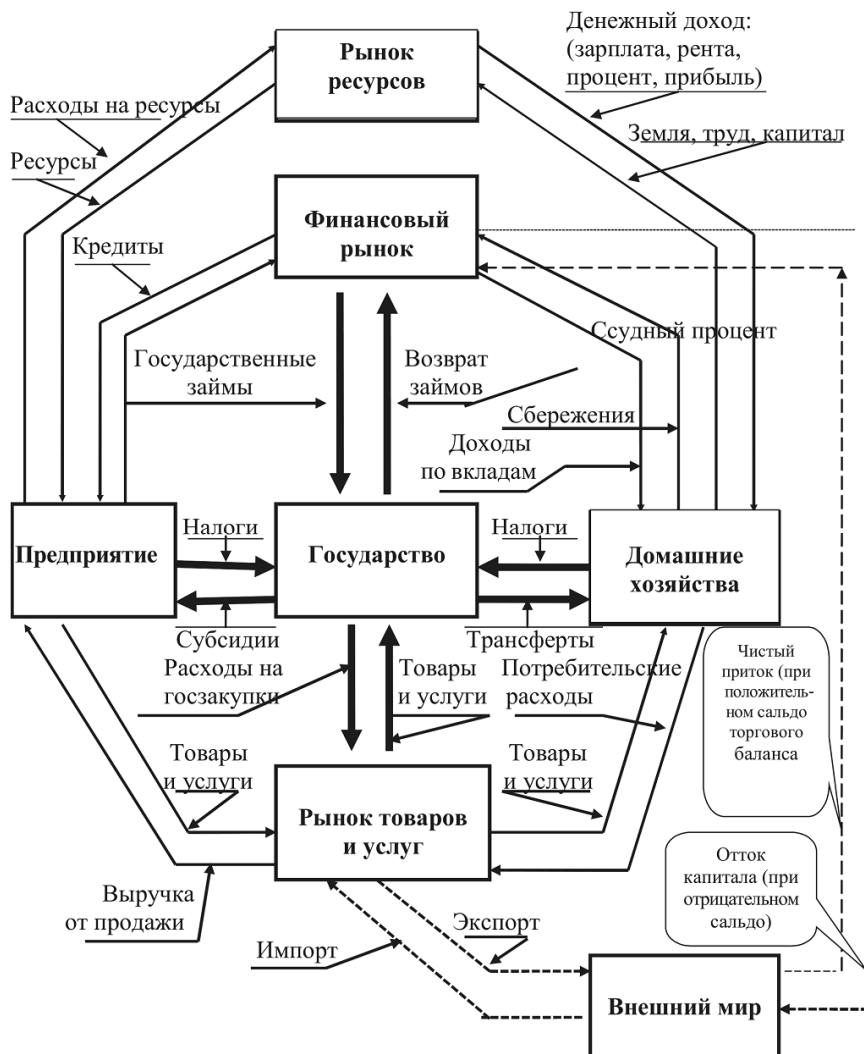 Денежный доход:
(зарплата, рента,
процент, прибыль)
Рынок
ресурсов
Расходы на ресурсы
Земля, труд, капитал
Ресурсы
Финансовый
рынок
Кредиты
Ссудный процент
Государственные
займы
Возврат
займов
Сбережения
Доходы
по вкладам
Налоги
Налоги
Предприятие
Государство
Домашние
хозяйства
Субсидии
Трансферты
Расходы на
госзакупки
Товары
и услуги
Потребительские
расходы
Чистый
приток (при
положитель-
ном сальдо
торгового
баланса
Товары
и услуги
Товары
и услуги
Рынок товаров
и услуг
Отток
капитала (при
отрицательном
сальдо)
Выручка
от продажи
Экспорт
Импорт
Внешний мир